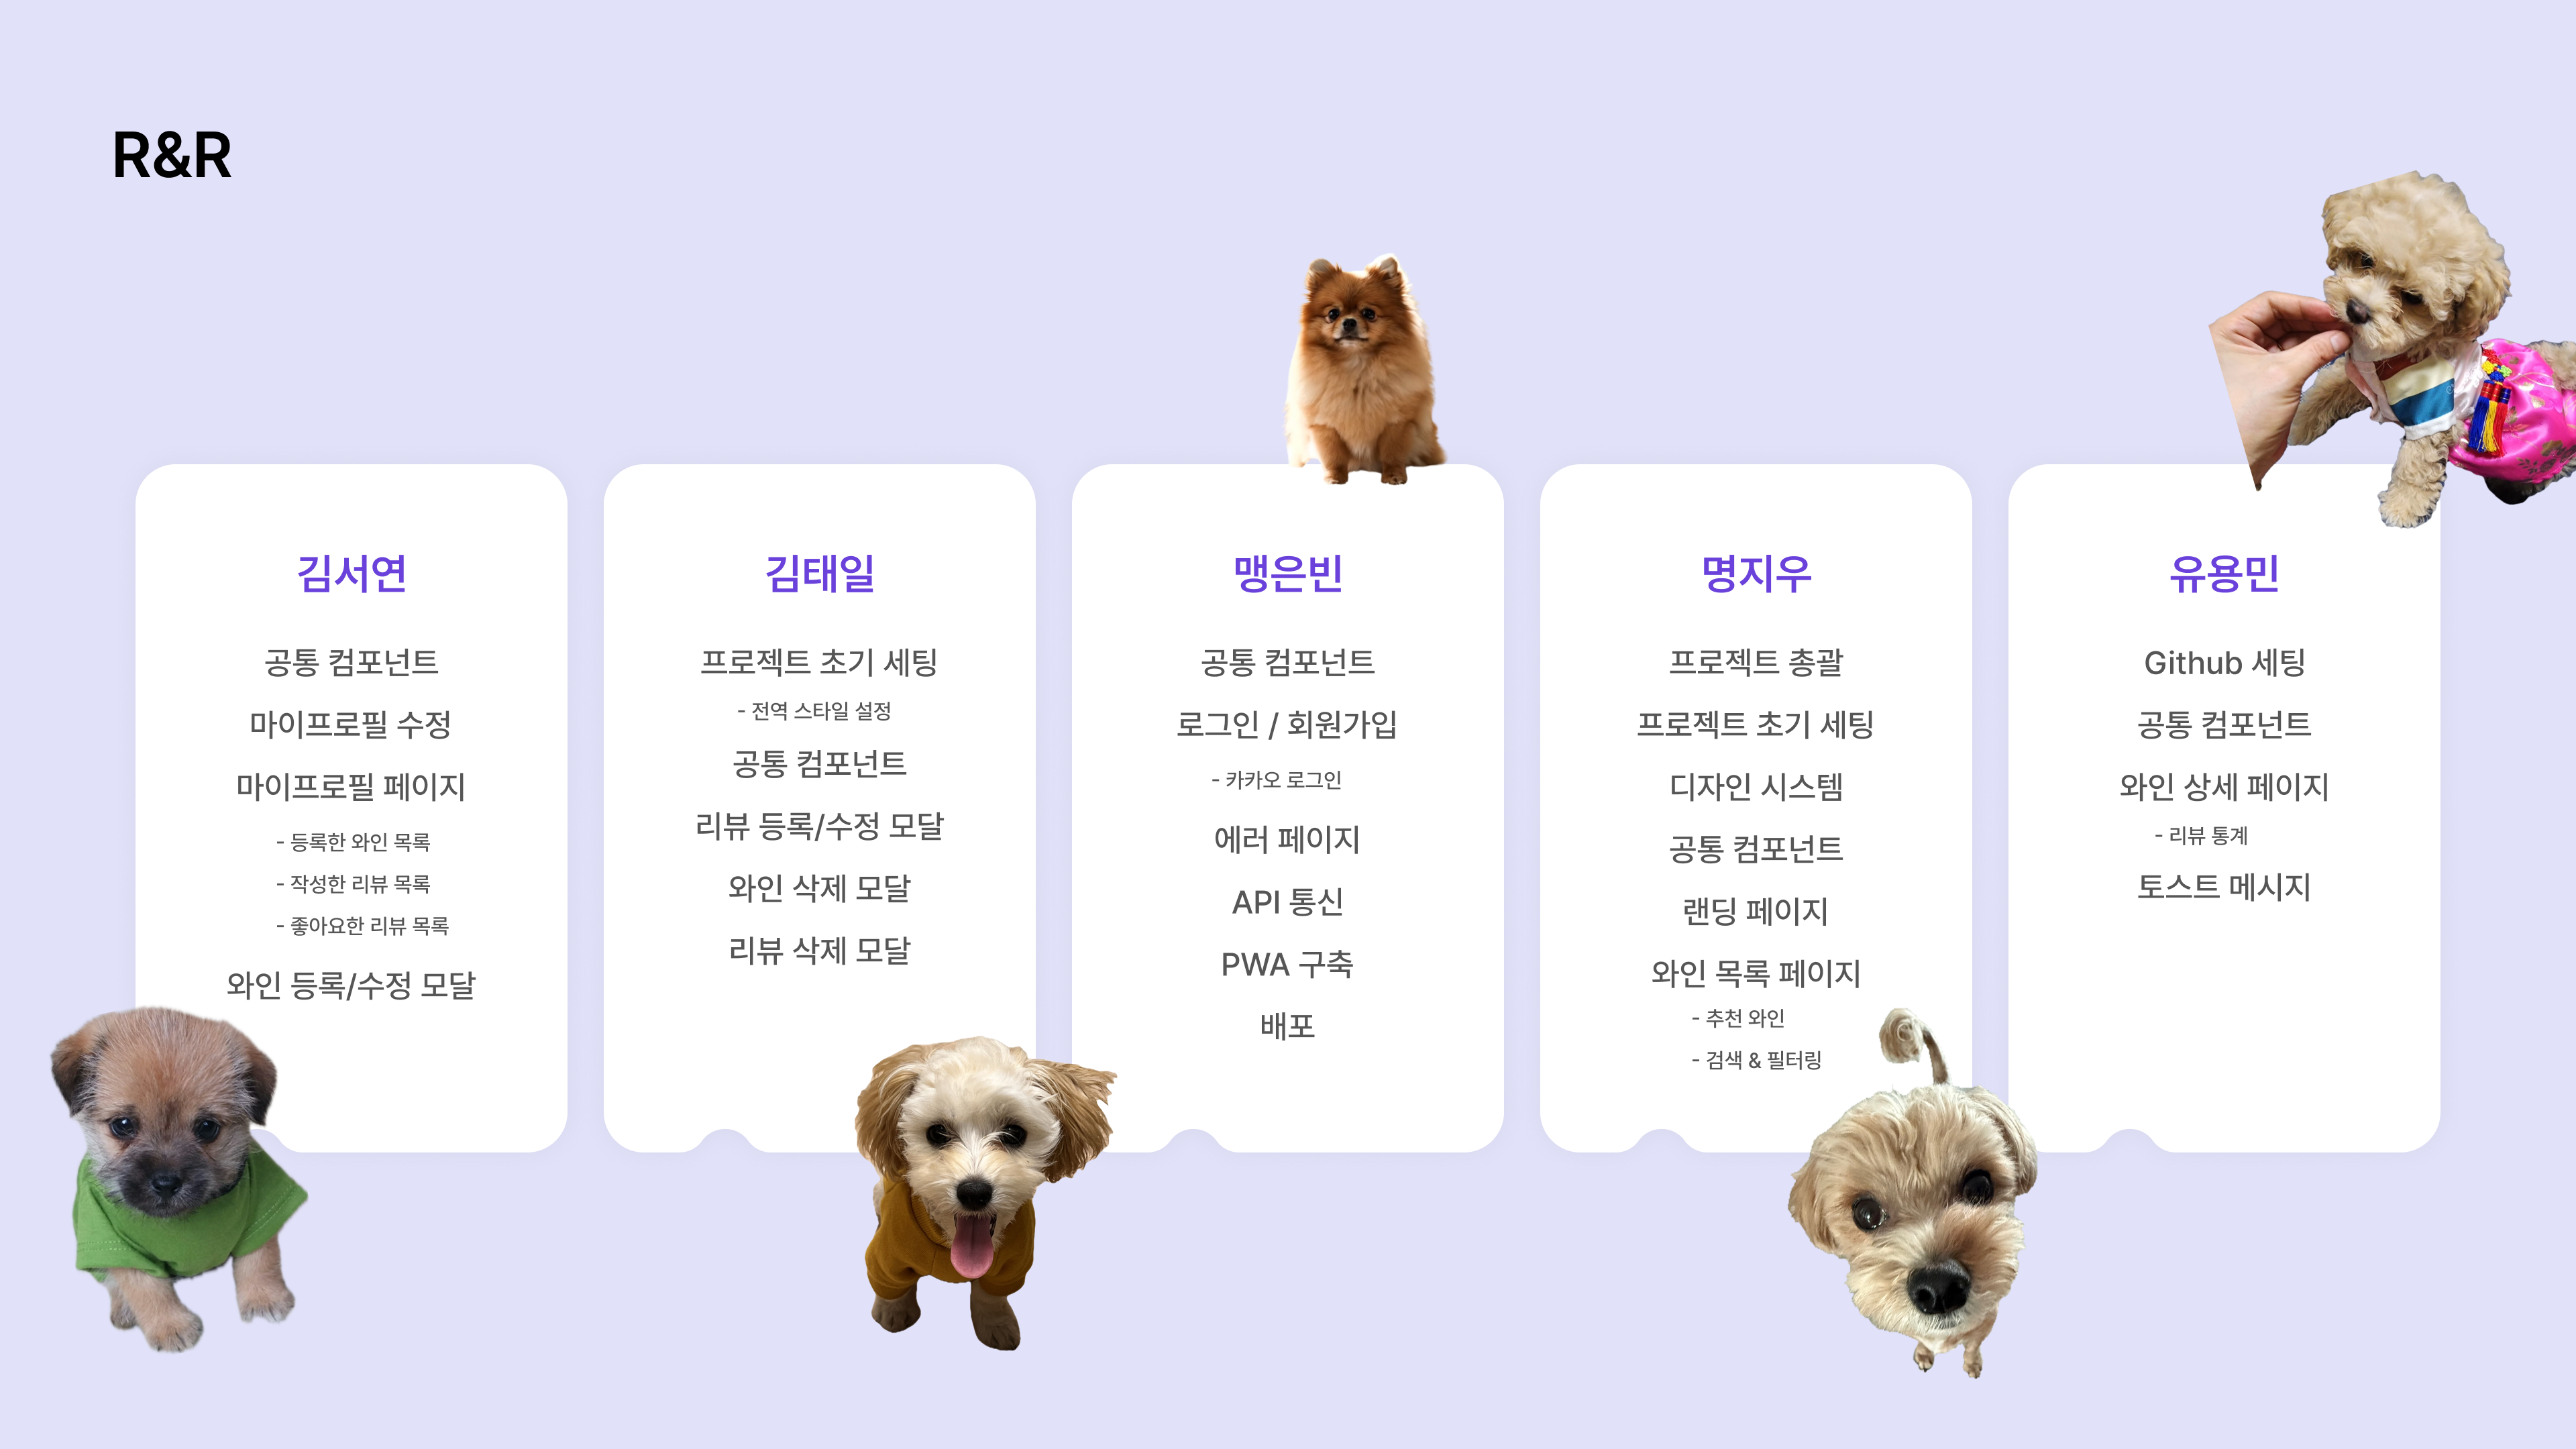 R&R
김서연
공통 컴포넌트
마이프로필 수정
마이프로필 페이지
- 등록한 와인 목록
- 작성한 리뷰 목록
- 좋아요한 리뷰 목록
와인 등록/수정 모달
김태일
프로젝트 초기 세팅
- 전역 스타일 설정
공통 컴포넌트
리뷰 등록/수정 모달
와인 삭제 모달
리뷰 삭제 모달
맹은빈
공통 컴포넌트
로그인 / 회원가입
- 카카오 로그인
에러 페이지
API 통신
PWA 구축
배포
명지우
프로젝트 총괄
프로젝트 초기 세팅
디자인 시스템
공통 컴포넌트
랜딩 페이지
와인 목록 페이지
- 추천 와인
- 검색 & 필터링
유용민
Github 세팅
공통 컴포넌트
와인 상세 페이지
- 리뷰 통계
토스트 메시지